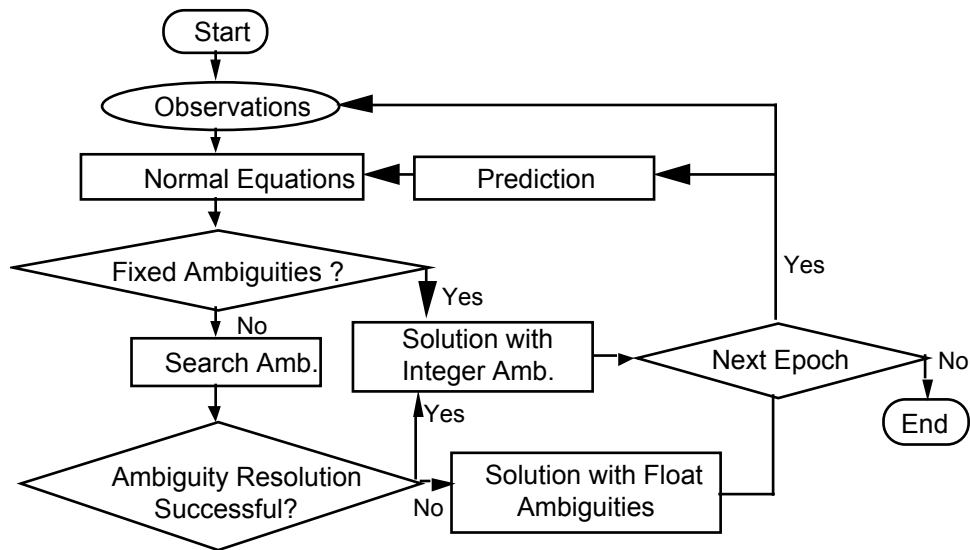 Start
Observations
Normal Equations
Prediction
Fixed Ambiguities ?
Yes
Yes
No
Search Amb.
Solution with
Integer Amb.
Next Epoch
No
Yes
End
Ambiguity Resolution
Successful?
No
Solution with Float
Ambiguities